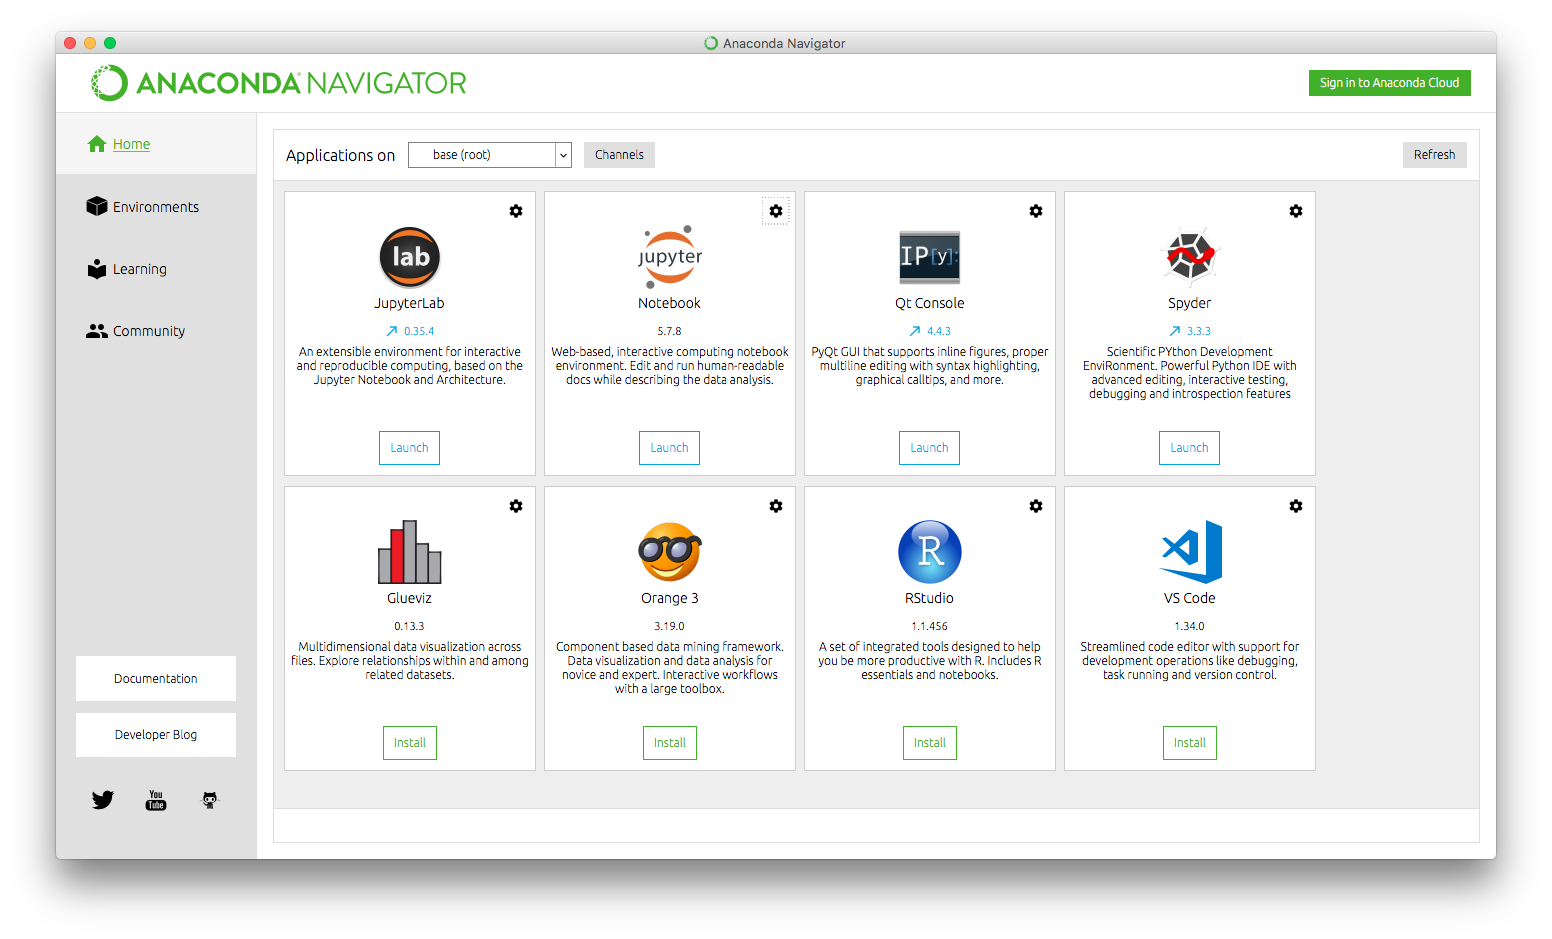 Anaconda Navigator
ANACONDA NAVIGATOR
Sign in to Anaconda Cloud
Home
Environments
Learning
Community
Documentation
Developer Blog
You
Tube
Applications on
base (root)
Channels
Refresh
lab
JupyterLab
0.35.4
An extensible environment for interactive
and reproducible computing, based on the
Jupyter Notebook and Architecture.
Launch
jupyter
Notebook
5.7.8
Web-based, interactive computing notebook
environment. Edit and run human-readable
docs while describing the data analysis.
Launch
IP[y]:
Qt Console
4.4.3
PyQt GUI that supports inline figures, proper
multiline editing with syntax highlighting,
graphical calltips, and more.
Launch
Spyder
3.3.3
Scientific PYthon Development
EnviRonment. Powerful Python IDE with
advanced editing, interactive testing,
debugging and introspection features
Launch
Glueviz
0.13.3
Multidimensional data visualization across
files. Explore relationships within and among
related datasets.
Install
Orange 3
3.19.0
Component based data mining framework.
Data visualization and data analysis for
novice and expert. Interactive workflows
with a large toolbox.
Install
R
RStudio
1.1.456
A set of integrated tools designed to help
you be more productive with R. Includes R
essentials and notebooks.
Install
VS Code
1.34.0
Streamlined code editor with support for
development operations like debugging,
task running and version control.
Install